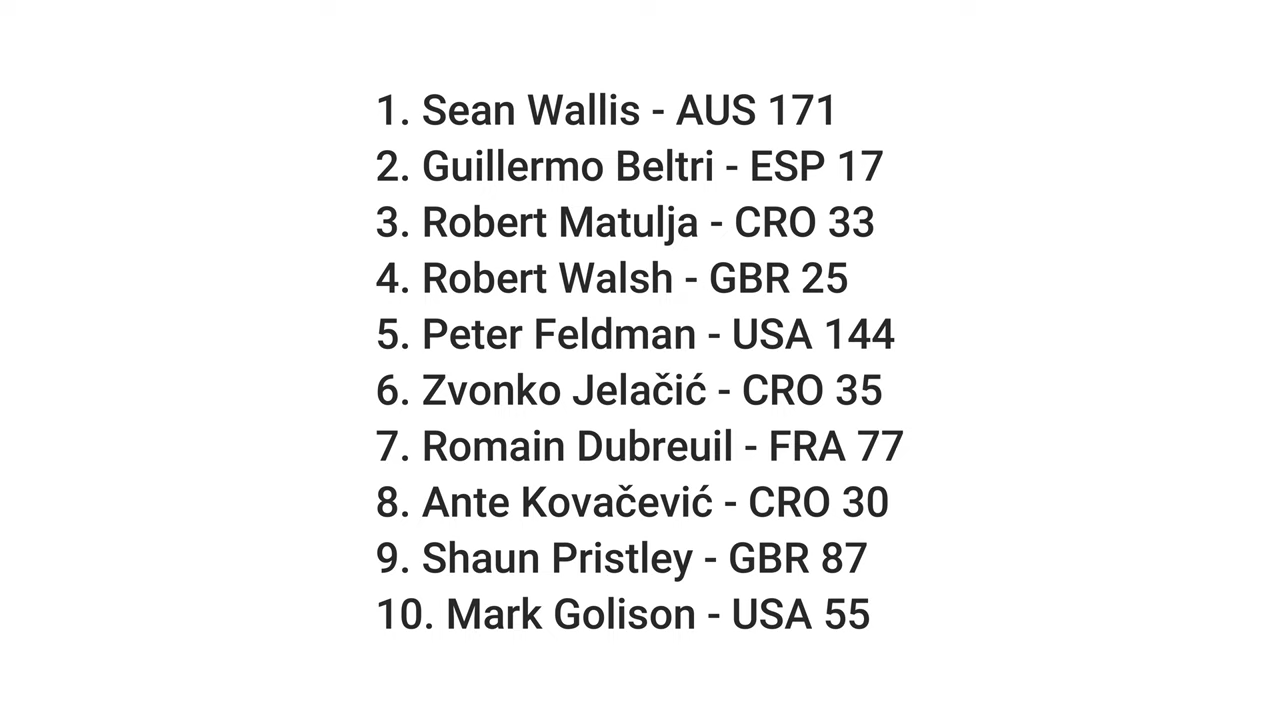 1. Sean Wallis - AUS 171
2. Guillermo Beltri - ESP 17
3. Robert Matulja - CRO 33
4. Robert Walsh - GBR 25
5. Peter Feldman - USA 144
6. Zvonko Jelačić - CRO 35
7. Romain Dubreuil - FRA 77
8. Ante Kovačević - CRO 30
9. Shaun Pristley - GBR 87
10. Mark Golison - USA 55